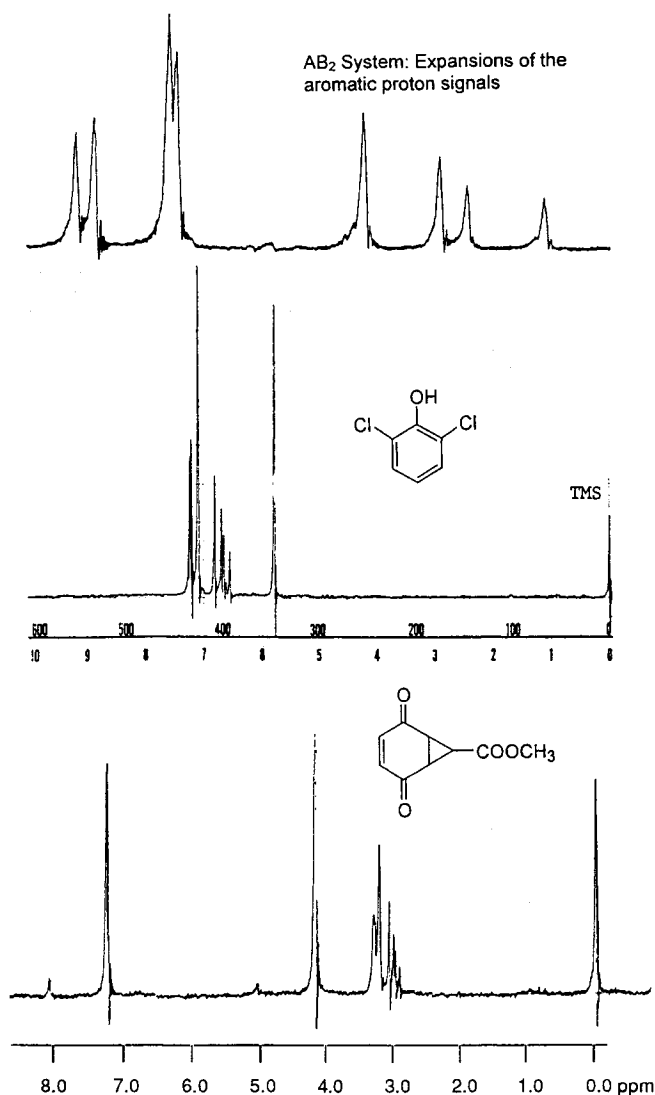 AB₂ System: Expansions of the
aromatic proton signals
OH
Cl Cl
TMS
600 500 400 300 200 100 0
10 9 8 7 6 5 4 3 2 1 0
O
COOCH₃
O
8.0 7.0 6.0 5.0 4.0 3.0 2.0 1.0 0.0 ppm